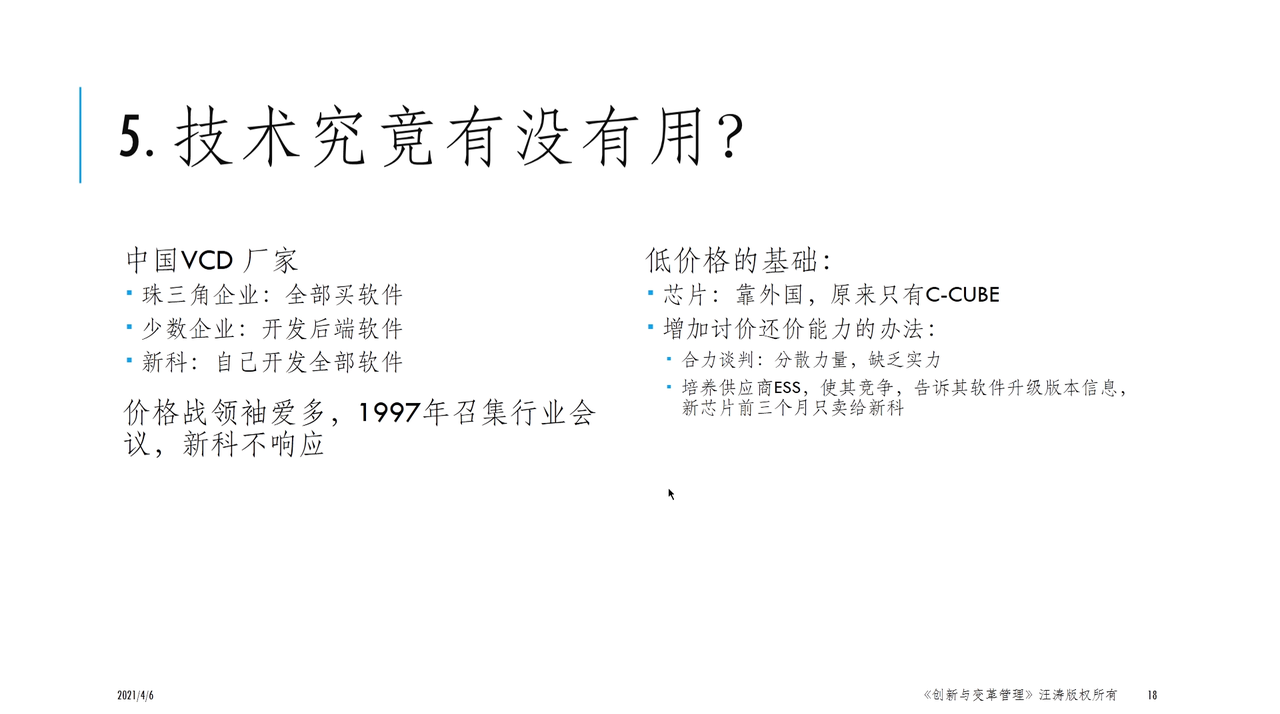 5. 技术究竟有没有用?
中国VCD 厂家
珠三角企业：全部买软件
少数企业：开发后端软件
新科：自己开发全部软件
价格战领袖爱多，1997年召集行业会
议，新科不响应
低价格的基础：
芯片：靠外国，原来只有C-CUBE
增加讨价还价能力的办法：
合力谈判：分散力量，缺乏实力
培养供应商ESS，使其竞争，告诉其软件升级版本信息，
新芯片前三个月只卖给新科
2021/4/6
《创新与变革管理》汪涛版权所有
18